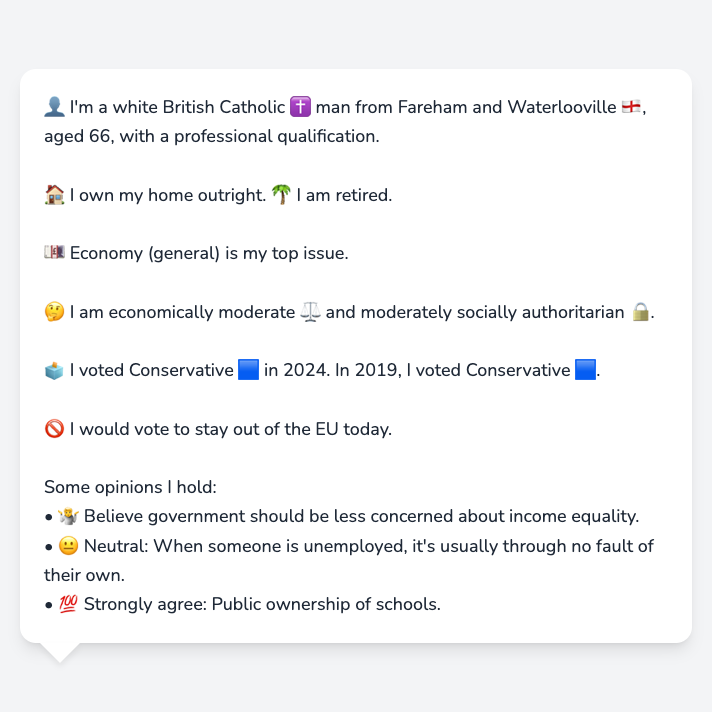 👤 I'm a white British Catholic ✝️ man from Fareham and Waterlooville 🏴󠁧󠁢󠁥󠁮󠁧󠁿,
aged 66, with a professional qualification.
🏠 I own my home outright. 🌴 I am retired.
💷 Economy (general) is my top issue.
🤔 I am economically moderate ⚖️ and moderately socially authoritarian 🔒.
🗳️ I voted Conservative 🟦 in 2024. In 2019, I voted Conservative 🟦.
🚫 I would vote to stay out of the EU today.
Some opinions I hold:
• 🤷 Believe government should be less concerned about income equality.
• 😐 Neutral: When someone is unemployed, it's usually through no fault of
their own.
• 💯 Strongly agree: Public ownership of schools.